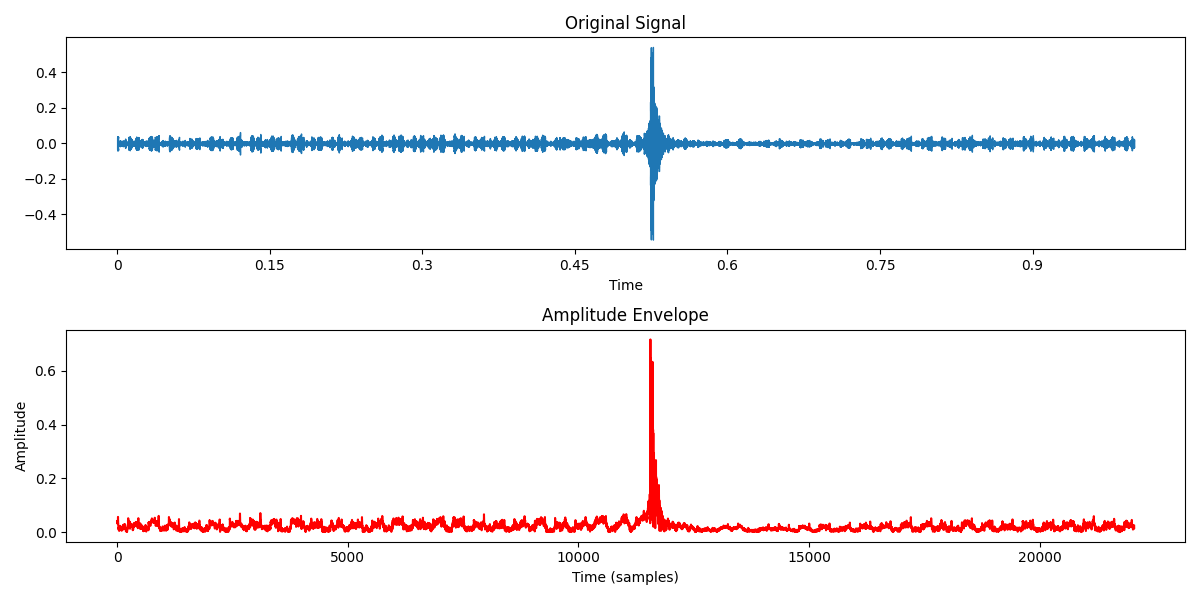 Original Signal
0.4
0.2
0.0
−0.2
−0.4
0 0.15 0.3 0.45 0.6 0.75 0.9
Time
Amplitude Envelope
Amplitude
0.6
0.4
0.2
0.0
0 5000 10000 15000 20000
Time (samples)